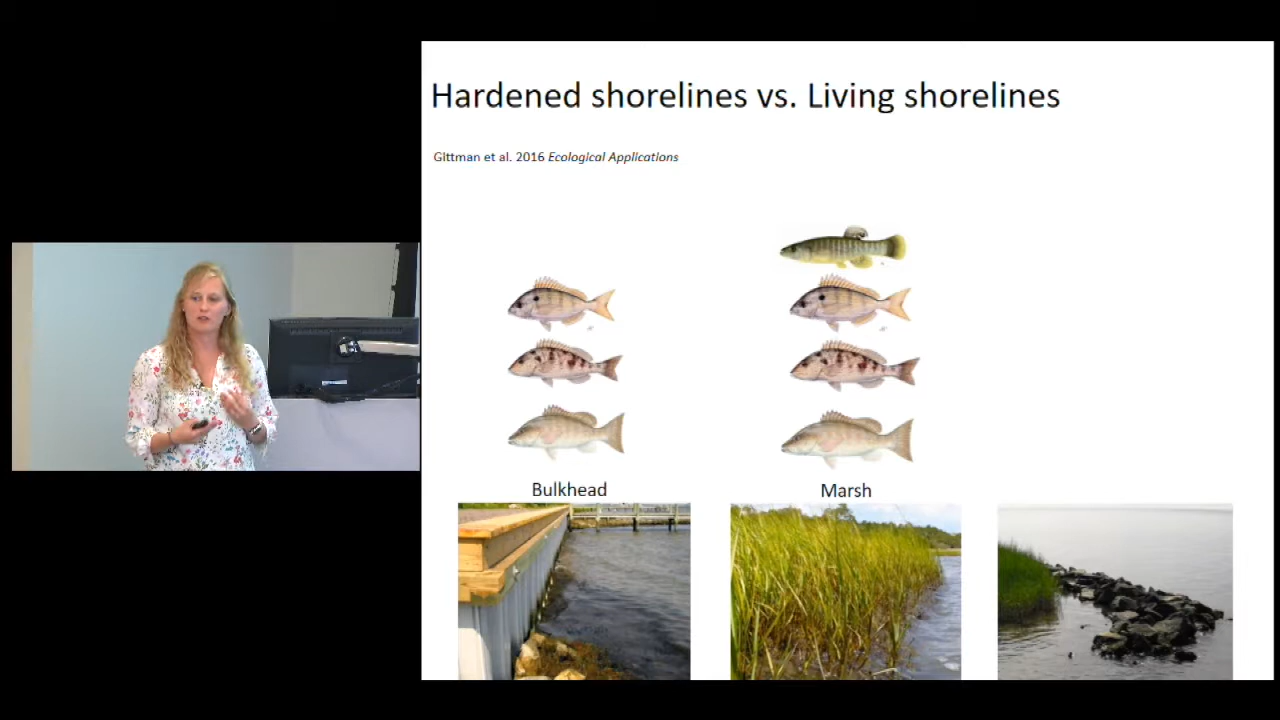 Hardened shorelines vs. Living shorelines
Gittman et al. 2016 Ecological Applications
Bulkhead
Marsh